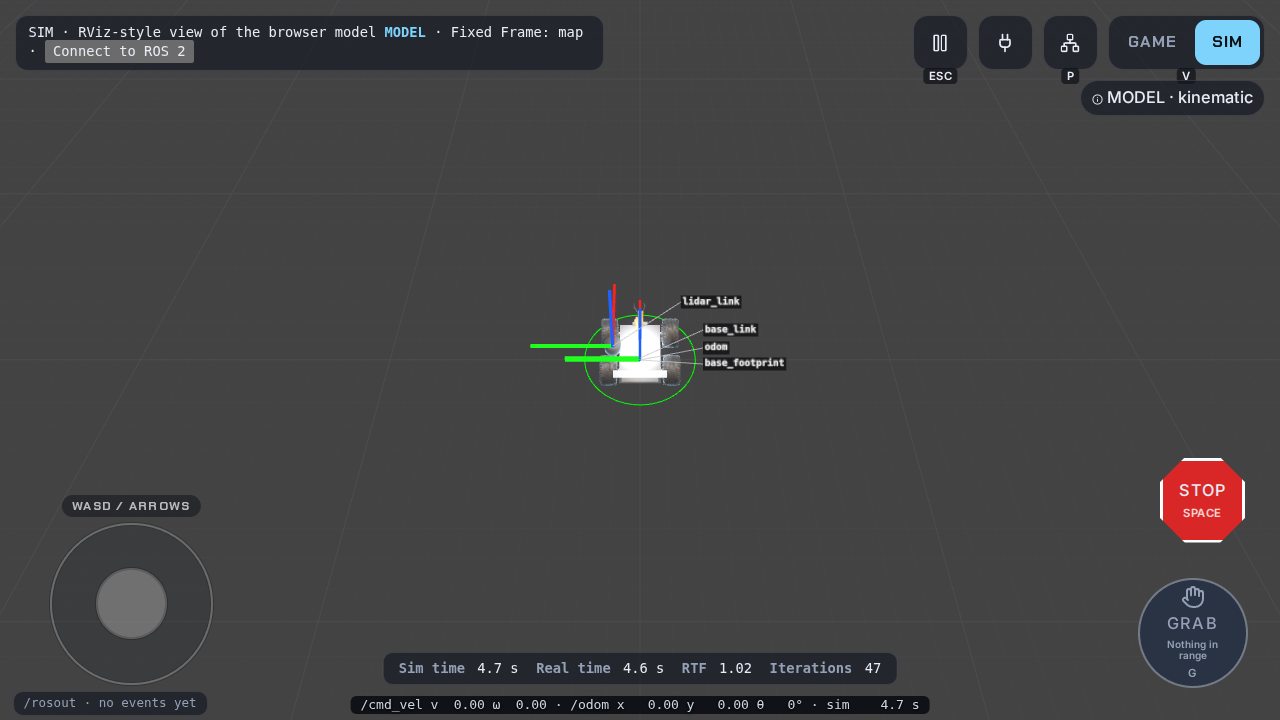 SIM · RViz-style view of the browser model MODEL · Fixed Frame: map
· Connect to ROS 2
ESC
P
GAME
SIM
V
MODEL · kinematic
lidar_link
base_link
odom
base_footprint
WASD / ARROWS
STOP
SPACE
GRAB
Nothing in
range
G
Sim time 4.7 s Real time 4.6 s RTF 1.02 Iterations 47
/rosout · no events yet
/cmd_vel v 0.00 ω 0.00 · /odom x 0.00 y 0.00 θ 0° · sim 4.7 s